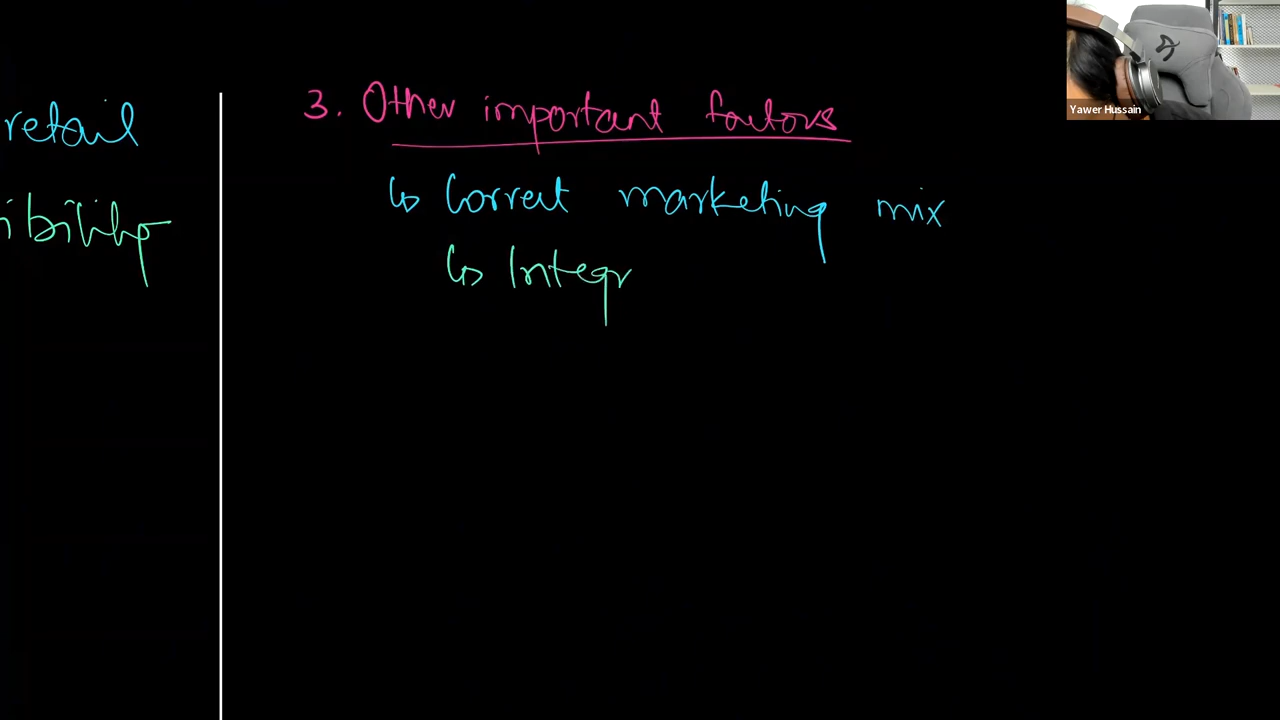 retail
ibility
3. Other important factors
↳ Correct marketing mix
↳ Integr
Yawer Hussain